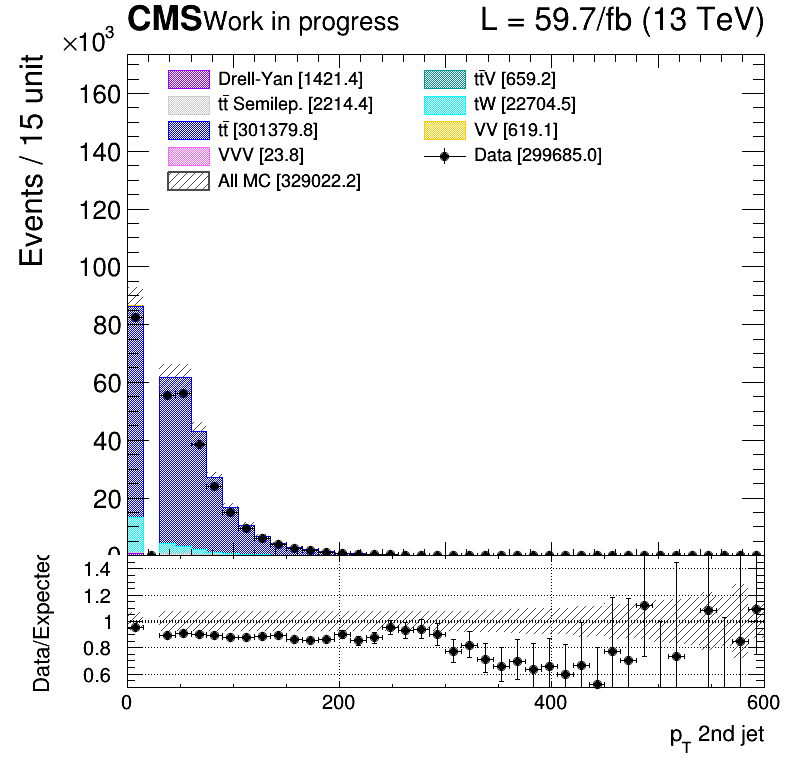 CMS Work in progress L = 59.7/fb (13 TeV)
×10³
Events / 15 unit
160
140
120
100
80
60
40
20
0
Drell-Yan [1421.4]
tt̄ Semilep. [2214.4]
tt̄ [301379.8]
VVV [23.8]
All MC [329022.2]
tt̄V [659.2]
tW [22704.5]
VV [619.1]
Data [299685.0]
Data/Expected
1.4
1.2
1
0.8
0.6
0 200 400 600
p_T 2nd jet